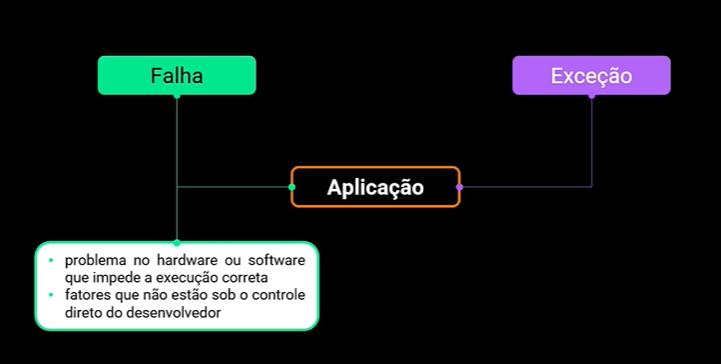 Falha
Exceção
Aplicação
• problema no hardware ou software
que impede a execução correta
• fatores que não estão sob o controle
direto do desenvolvedor